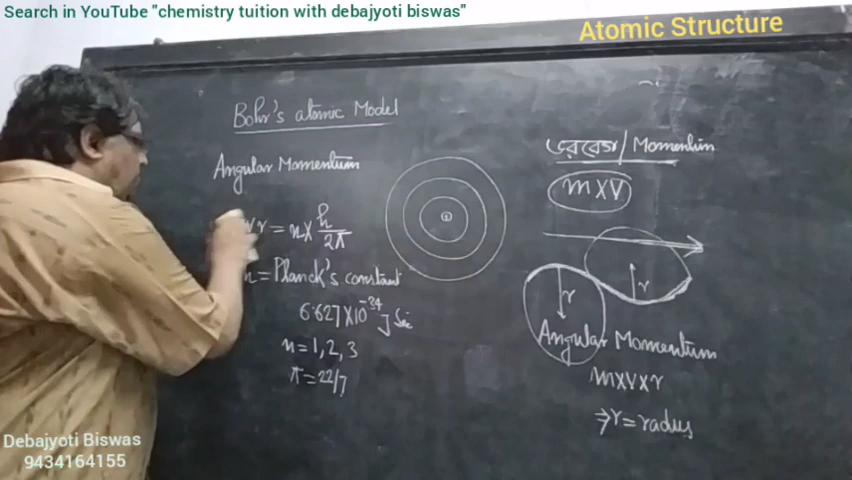 Search in YouTube "chemistry tuition with debajyoti biswas"
Atomic Structure
Bohr's atomic Model
Angular Momentum
vr = n x h/2π
= Planck's constant
6.627 X 10^-34 J Sec
n = 1, 2, 3
π = 22/7
ভরবেগ / Momentum
m X V
r
r
Angular Momentum
m x v x r
⇒ r = radius
Debajyoti Biswas
9434164155